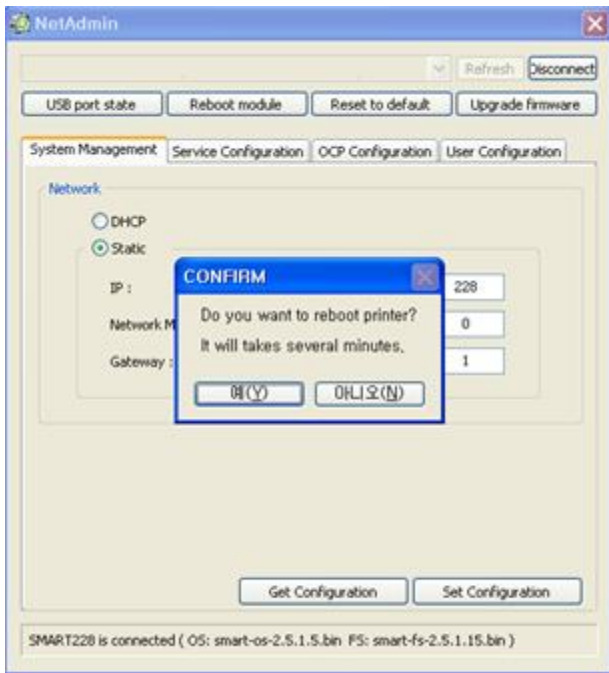 NetAdmin
Refresh Disconnect
USB port state Reboot module Reset to default Upgrade firmware
System Management Service Configuration OCP Configuration User Configuration
Network
DHCP
Static
CONFIRM
IP : 228
Do you want to reboot printer?
Network M 0
It will takes several minutes,
Gateway : 1
예(Y) 아니오(N)
Get Configuration Set Configuration
SMART228 is connected ( OS: smart-os-2.5.1.5.bin FS: smart-fs-2.5.1.15.bin )